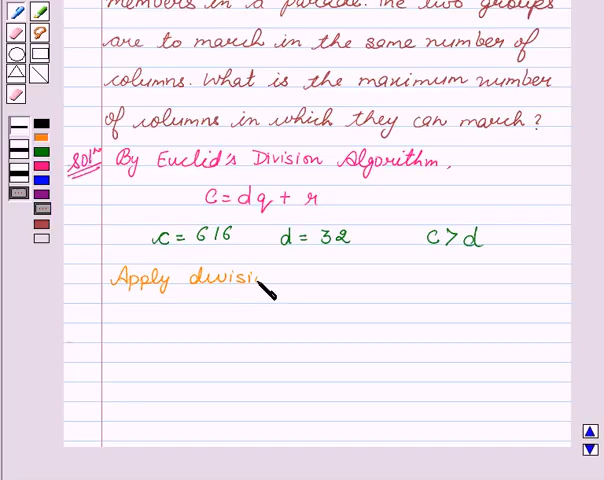 members in a parade. The two groups
are to march in the same number of
columns. What is the maximum number
of columns in which they can march?
Solⁿ By Euclid's Division Algorithm,
c = dq + r
c = 616 d = 32 c > d
Apply divisi